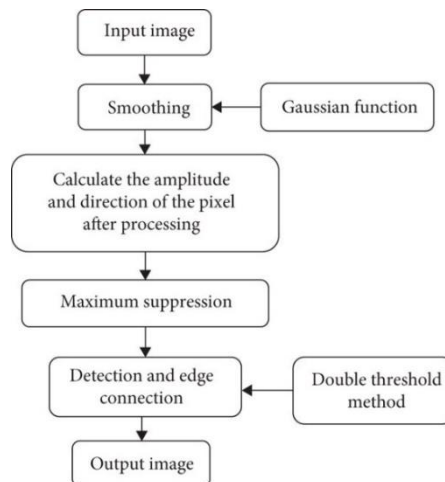 Input image
Smoothing
Gaussian function
Calculate the amplitude
and direction of the pixel
after processing
Maximum suppression
Detection and edge
connection
Double threshold
method
Output image